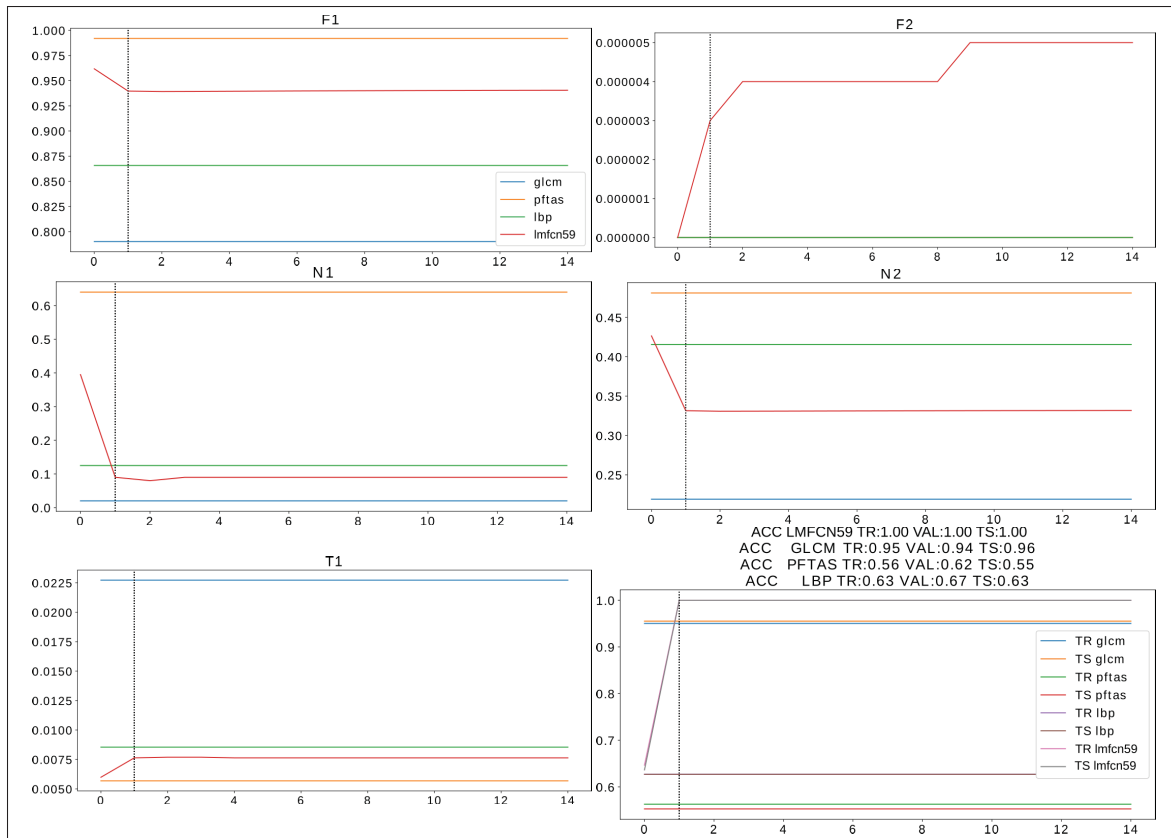 F1
1.000
0.975
0.950
0.925
0.900
0.875
0.850
0.825
0.800
glcm
pftas
lbp
lmfcn59
0 2 4 6 8 10 12 14
F2
0.000005
0.000004
0.000003
0.000002
0.000001
0.000000
0 2 4 6 8 10 12 14
N1
0.6
0.5
0.4
0.3
0.2
0.1
0.0
0 2 4 6 8 10 12 14
N2
0.45
0.40
0.35
0.30
0.25
0 2 4 6 8 10 12 14
T1
0.0225
0.0200
0.0175
0.0150
0.0125
0.0100
0.0075
0.0050
0 2 4 6 8 10 12 14
ACC LMFCN59 TR:1.00 VAL:1.00 TS:1.00
ACC GLCM TR:0.95 VAL:0.94 TS:0.96
ACC PFTAS TR:0.56 VAL:0.62 TS:0.55
ACC LBP TR:0.63 VAL:0.67 TS:0.63
1.0
0.9
0.8
0.7
0.6
TR glcm
TS glcm
TR pftas
TS pftas
TR lbp
TS lbp
TR lmfcn59
TS lmfcn59
0 2 4 6 8 10 12 14